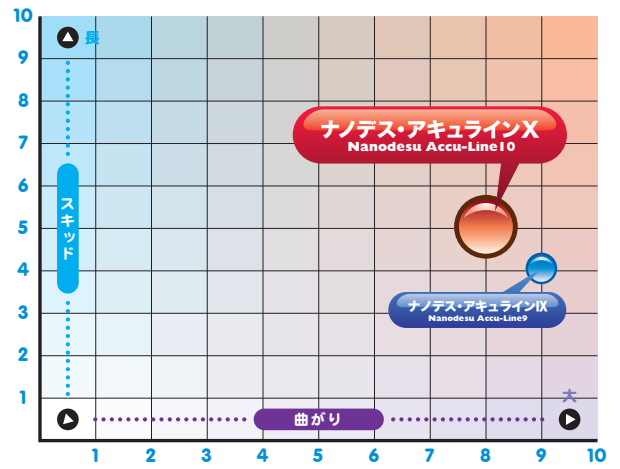 10
長
9
8
ナノデス・アキュラインX
Nanodesu Accu-Line10
7
6
スキッド
5
4
ナノデス・アキュラインIX
Nanodesu Accu-Line9
3
2
1
大
曲がり
1 2 3 4 5 6 7 8 9 10